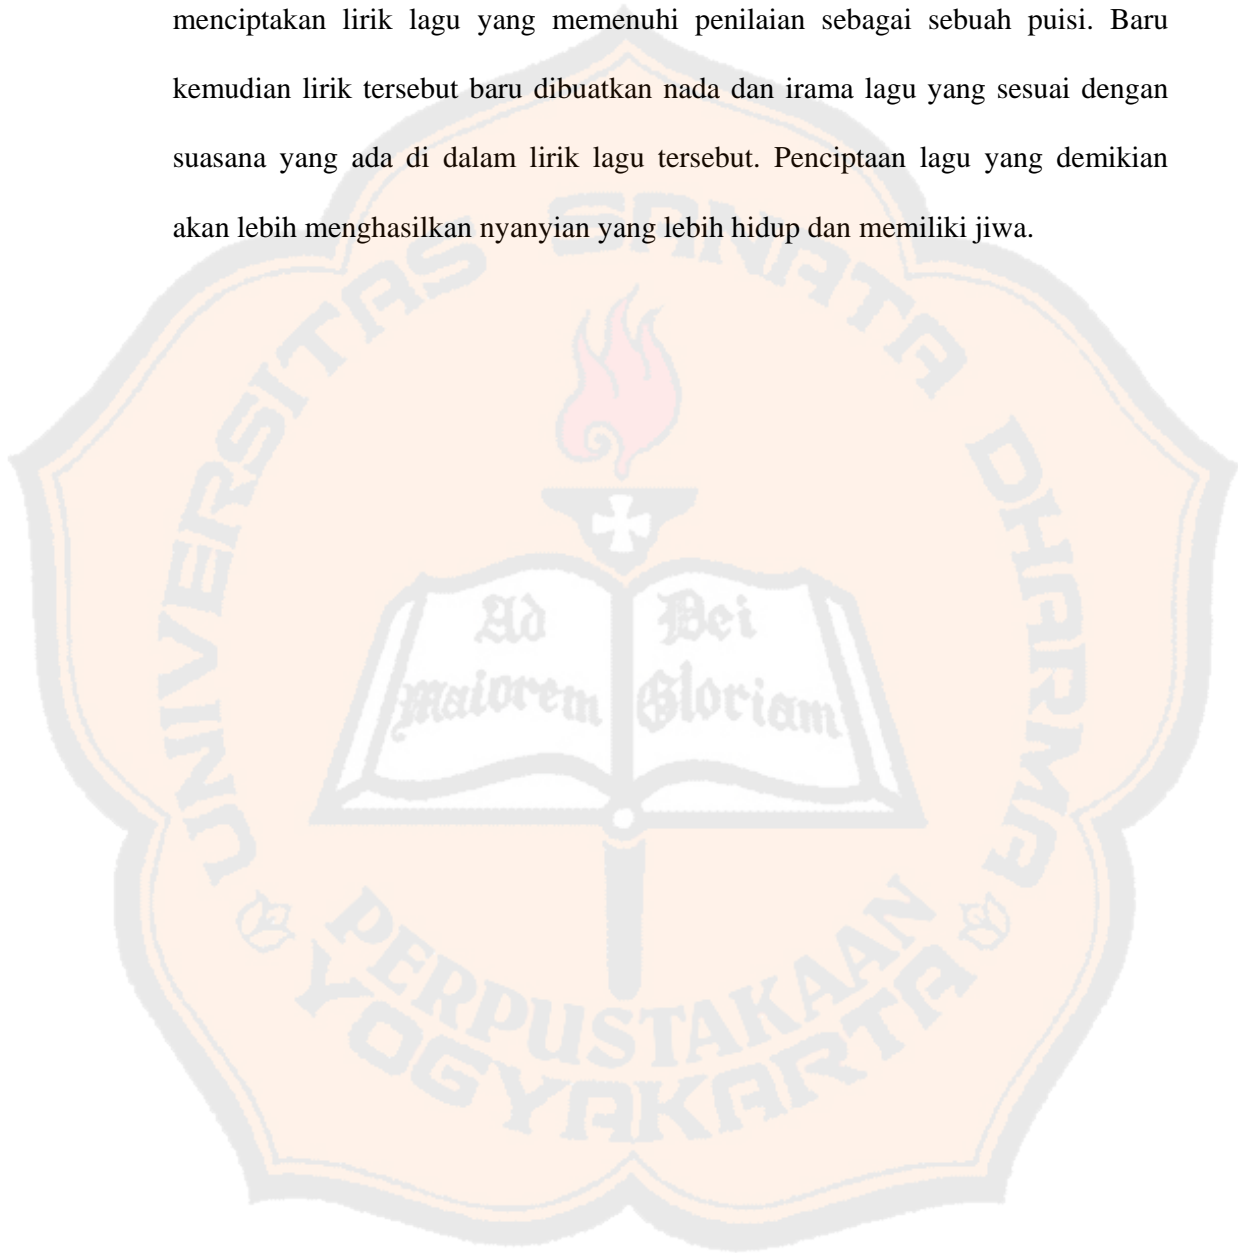 menciptakan lirik lagu yang memenuhi penilaian sebagai sebuah puisi. Baru
kemudian lirik tersebut baru dibuatkan nada dan irama lagu yang sesuai dengan
suasana yang ada di dalam lirik lagu tersebut. Penciptaan lagu yang demikian
akan lebih menghasilkan nyanyian yang lebih hidup dan memiliki jiwa.
UNIVERSITAS SANATA DHARMA
Ad Dei
Maiorem Gloriam
PERPUSTAKAAN
YOGYAKARTA